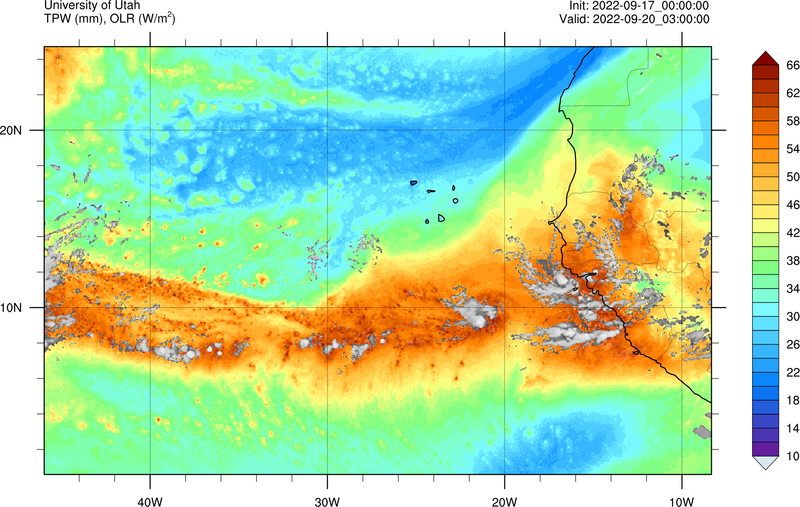 University of Utah
TPW (mm), OLR (W/m²)
Init: 2022-09-17_00:00:00
Valid: 2022-09-20_03:00:00
20N
10N
40W
30W
20W
10W
66
62
58
54
50
46
42
38
34
30
26
22
18
14
10